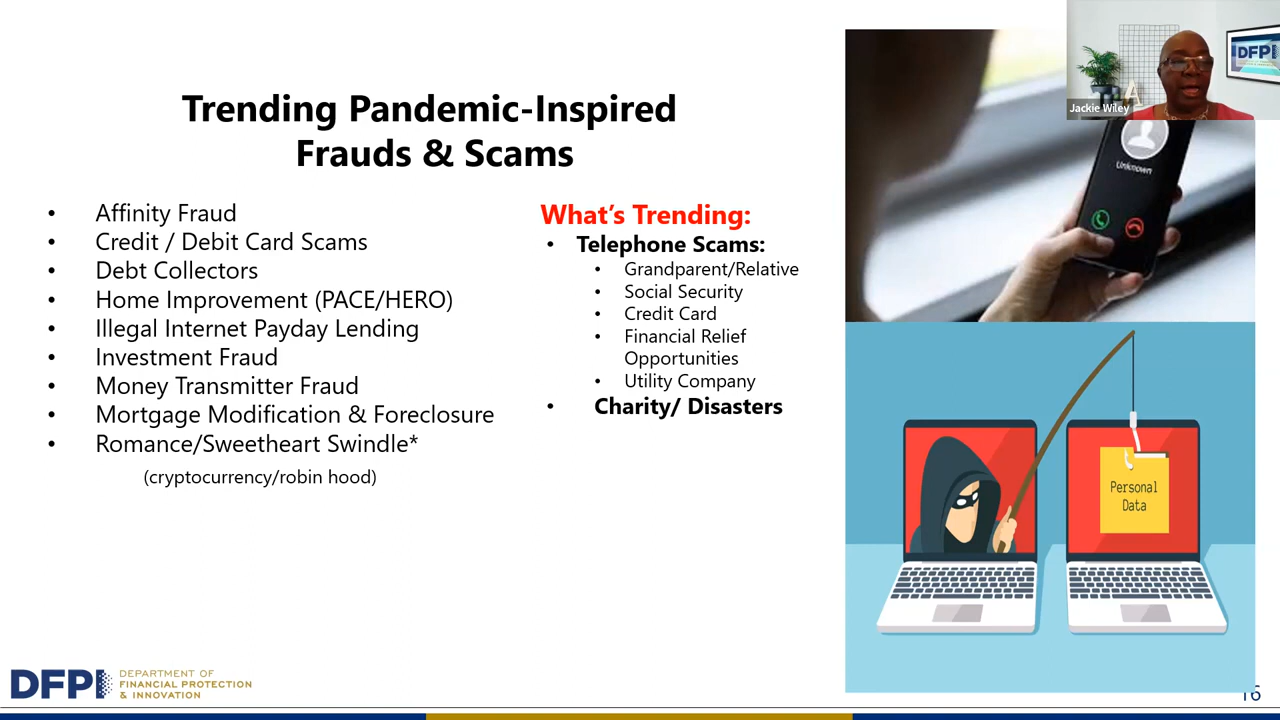 Trending Pandemic-Inspired
Frauds & Scams
• Affinity Fraud
• Credit / Debit Card Scams
• Debt Collectors
• Home Improvement (PACE/HERO)
• Illegal Internet Payday Lending
• Investment Fraud
• Money Transmitter Fraud
• Mortgage Modification & Foreclosure
• Romance/Sweetheart Swindle*
(cryptocurrency/robin hood)
What's Trending:
• Telephone Scams:
• Grandparent/Relative
• Social Security
• Credit Card
• Financial Relief
Opportunities
• Utility Company
• Charity/ Disasters
DFPI
Jackie Wiley
Unknown
Personal
Data
DFPI
DEPARTMENT OF
FINANCIAL PROTECTION
& INNOVATION
16